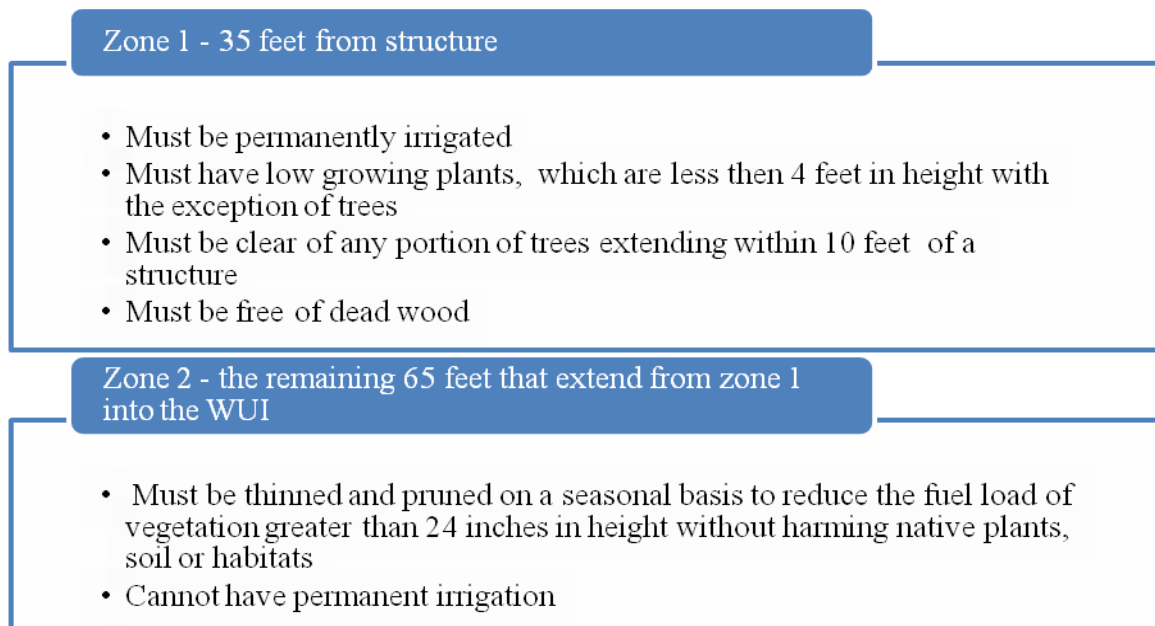 Zone 1 - 35 feet from structure
• Must be permanently irrigated
• Must have low growing plants, which are less then 4 feet in height with
the exception of trees
• Must be clear of any portion of trees extending within 10 feet of a
structure
• Must be free of dead wood
Zone 2 - the remaining 65 feet that extend from zone 1
into the WUI
• Must be thinned and pruned on a seasonal basis to reduce the fuel load of
vegetation greater than 24 inches in height without harming native plants,
soil or habitats
• Cannot have permanent irrigation